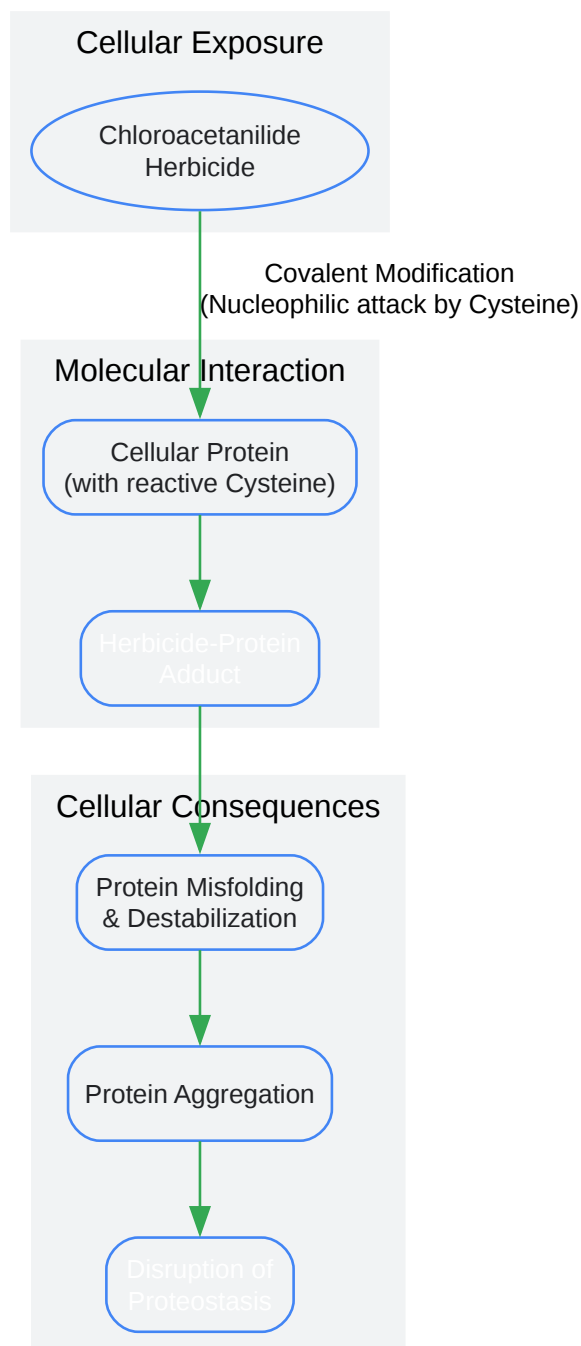 Cellular Exposure
Chloroacetanilide
Herbicide
Covalent Modification
(Nucleophilic attack by Cysteine)
Molecular Interaction
Cellular Protein
(with reactive Cysteine)
Herbicide-Protein
Adduct
Cellular Consequences
Protein Misfolding
& Destabilization
Protein Aggregation
Disruption of
Proteostasis